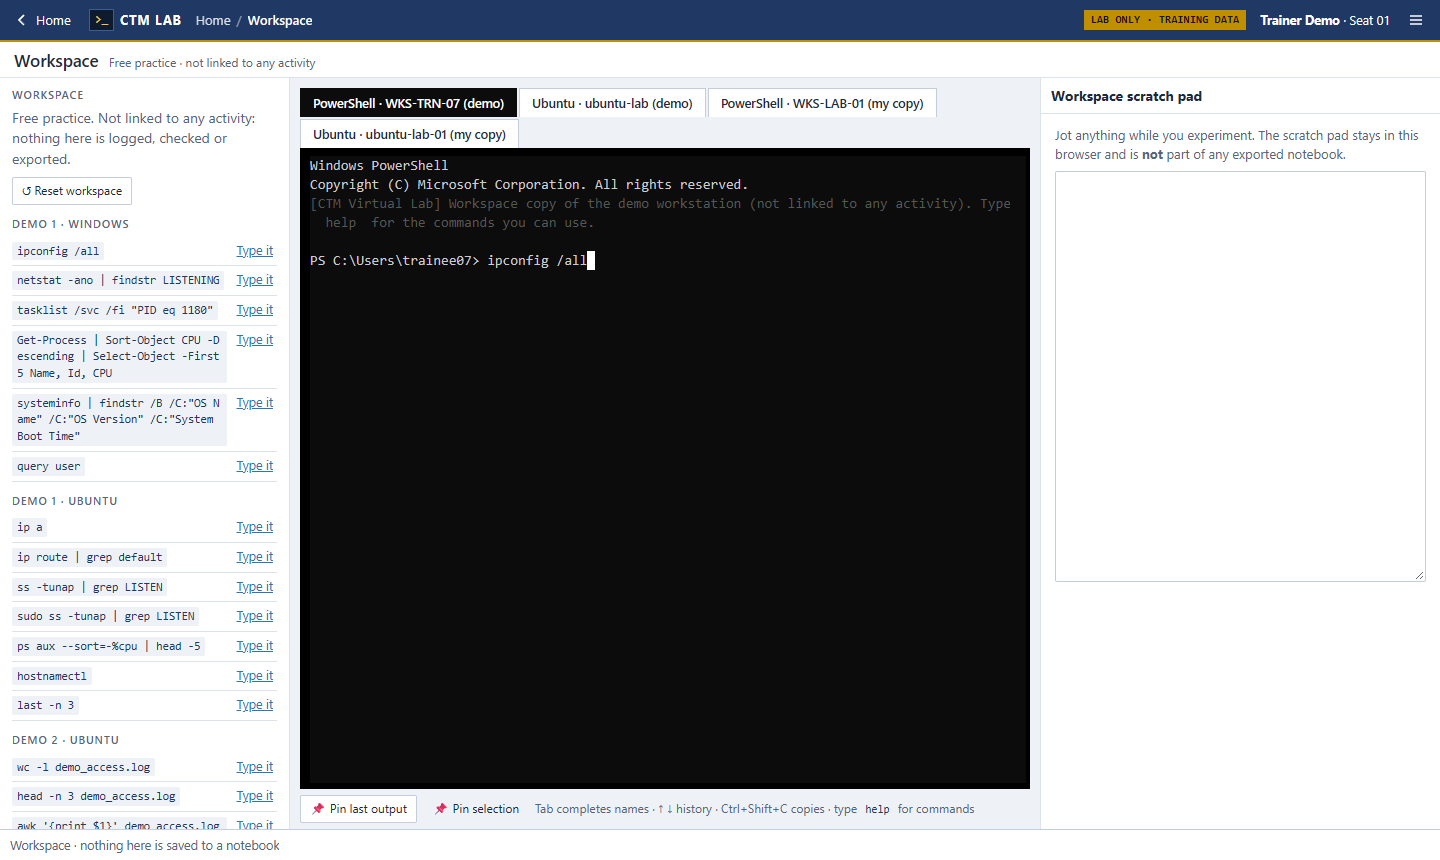 Home
>_ CTM LAB
Home / Workspace
LAB ONLY · TRAINING DATA
Trainer Demo · Seat 01
Workspace Free practice · not linked to any activity
WORKSPACE
Free practice. Not linked to any activity:
nothing here is logged, checked or
exported.
↺ Reset workspace
DEMO 1 · WINDOWS
ipconfig /all Type it
netstat -ano | findstr LISTENING Type it
tasklist /svc /fi "PID eq 1180" Type it
Get-Process | Sort-Object CPU -D Type it
escending | Select-Object -First
5 Name, Id, CPU
systeminfo | findstr /B /C:"OS N Type it
ame" /C:"OS Version" /C:"System
Boot Time"
query user Type it
DEMO 1 · UBUNTU
ip a Type it
ip route | grep default Type it
ss -tunap | grep LISTEN Type it
sudo ss -tunap | grep LISTEN Type it
ps aux --sort=-%cpu | head -5 Type it
hostnamectl Type it
last -n 3 Type it
DEMO 2 · UBUNTU
wc -l demo_access.log Type it
head -n 3 demo_access.log Type it
awk '{print $1}' demo_access.log Type it
PowerShell · WKS-TRN-07 (demo)
Ubuntu · ubuntu-lab (demo)
PowerShell · WKS-LAB-01 (my copy)
Ubuntu · ubuntu-lab-01 (my copy)
Windows PowerShell
Copyright (C) Microsoft Corporation. All rights reserved.
[CTM Virtual Lab] Workspace copy of the demo workstation (not linked to any activity). Type
help for the commands you can use.
PS C:\Users\trainee07> ipconfig /all
Pin last output
Pin selection
Tab completes names · ↑ ↓ history · Ctrl+Shift+C copies · type help for commands
Workspace scratch pad
Jot anything while you experiment. The scratch pad stays in this
browser and is not part of any exported notebook.
Workspace · nothing here is saved to a notebook